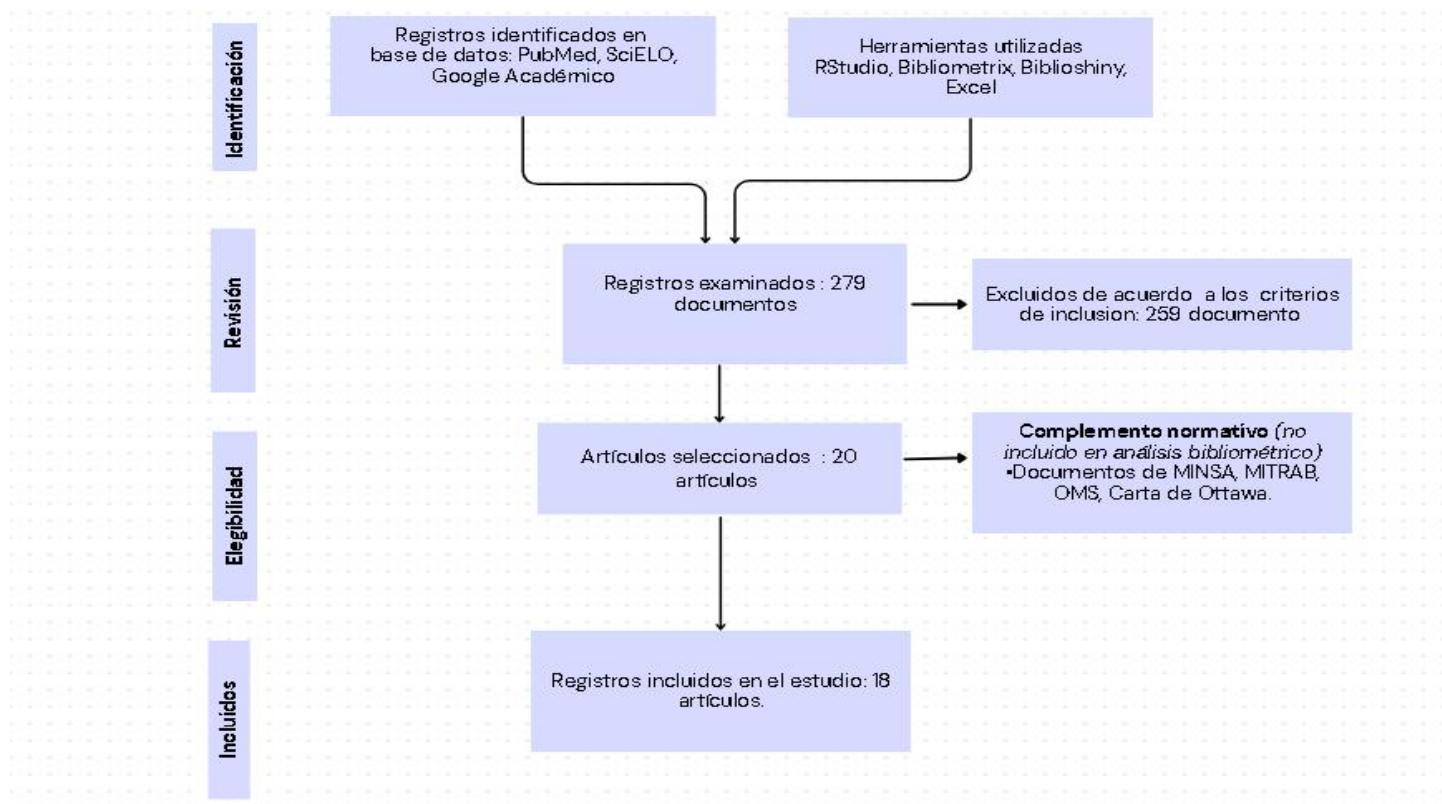 Identificación
Registros identificados en
base de datos: PubMed, SciELO,
Google Académico
Herramientas utilizadas
RStudio, Bibliometrix, Biblioshiny,
Excel
Revisión
Registros examinados : 279
documentos
Excluidos de acuerdo a los criterios
de inclusion: 259 documento
Elegibilidad
Artículos seleccionados : 20
artículos
Complemento normativo (no
incluido en análisis bibliométrico)
•Documentos de MINSA, MITRAB,
OMS, Carta de Ottawa.
Incluidos
Registros incluidos en el estudio: 18
artículos.